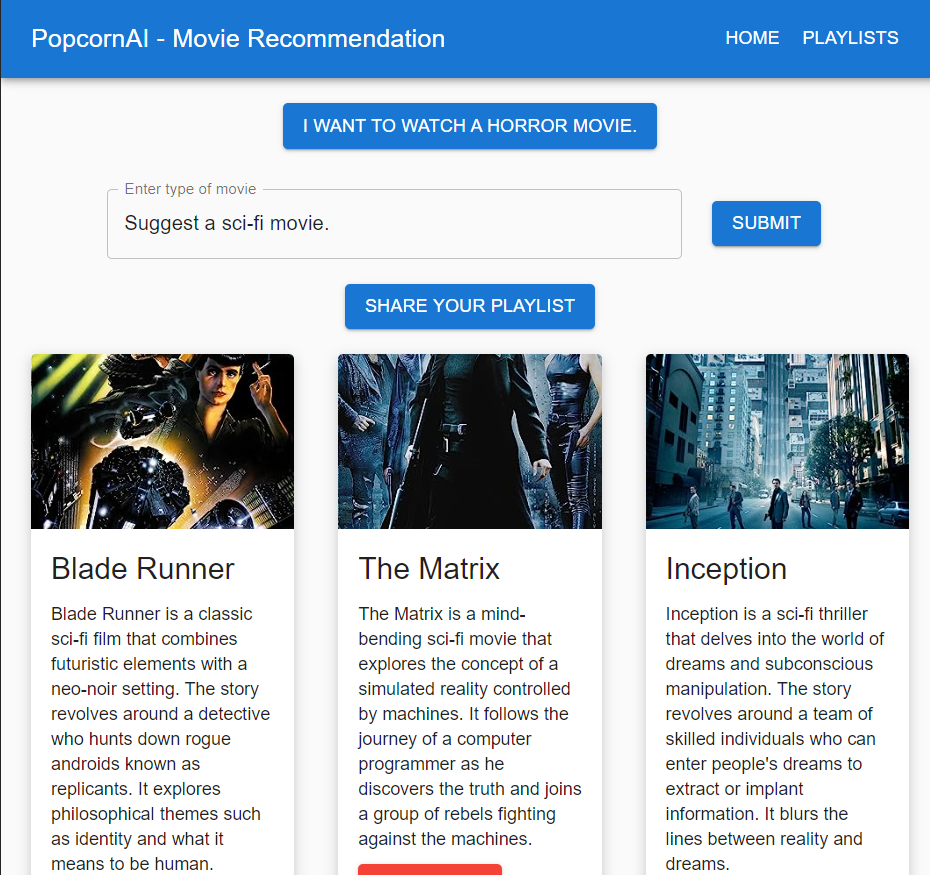 PopcornAI - Movie Recommendation
HOME PLAYLISTS
I WANT TO WATCH A HORROR MOVIE.
Enter type of movie
Suggest a sci-fi movie.
SUBMIT
SHARE YOUR PLAYLIST
Blade Runner
Blade Runner is a classic
sci-fi film that combines
futuristic elements with a
neo-noir setting. The story
revolves around a detective
who hunts down rogue
androids known as
replicants. It explores
philosophical themes such
as identity and what it
means to be human.
The Matrix
The Matrix is a mind-
bending sci-fi movie that
explores the concept of a
simulated reality controlled
by machines. It follows the
journey of a computer
programmer as he
discovers the truth and joins
a group of rebels fighting
against the machines.
Inception
Inception is a sci-fi thriller
that delves into the world of
dreams and subconscious
manipulation. The story
revolves around a team of
skilled individuals who can
enter people's dreams to
extract or implant
information. It blurs the
lines between reality and
dreams.